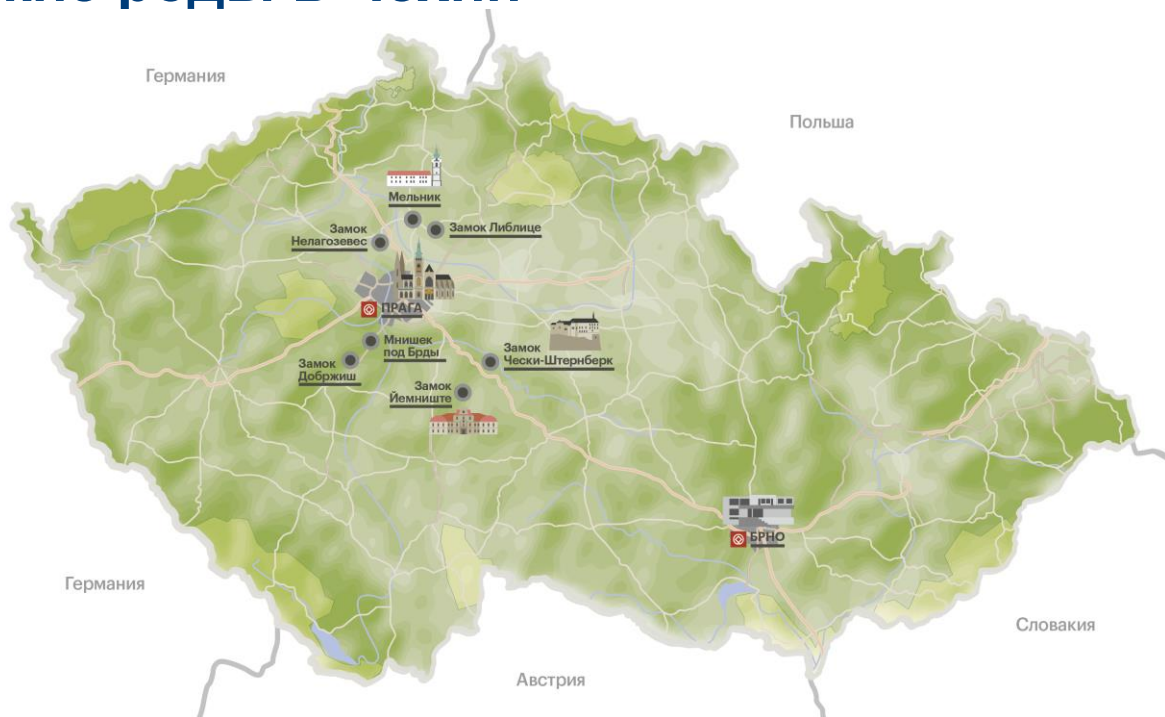 Германия
Польша
Мельник
Замок Либлице
Замок
Нелагозевес
ПРАГА
Мнишек
под Брды
Замок
Добржиш
Замок
Чески-Штернберк
Замок
Йемниште
БРНО
Германия
Словакия
Австрия